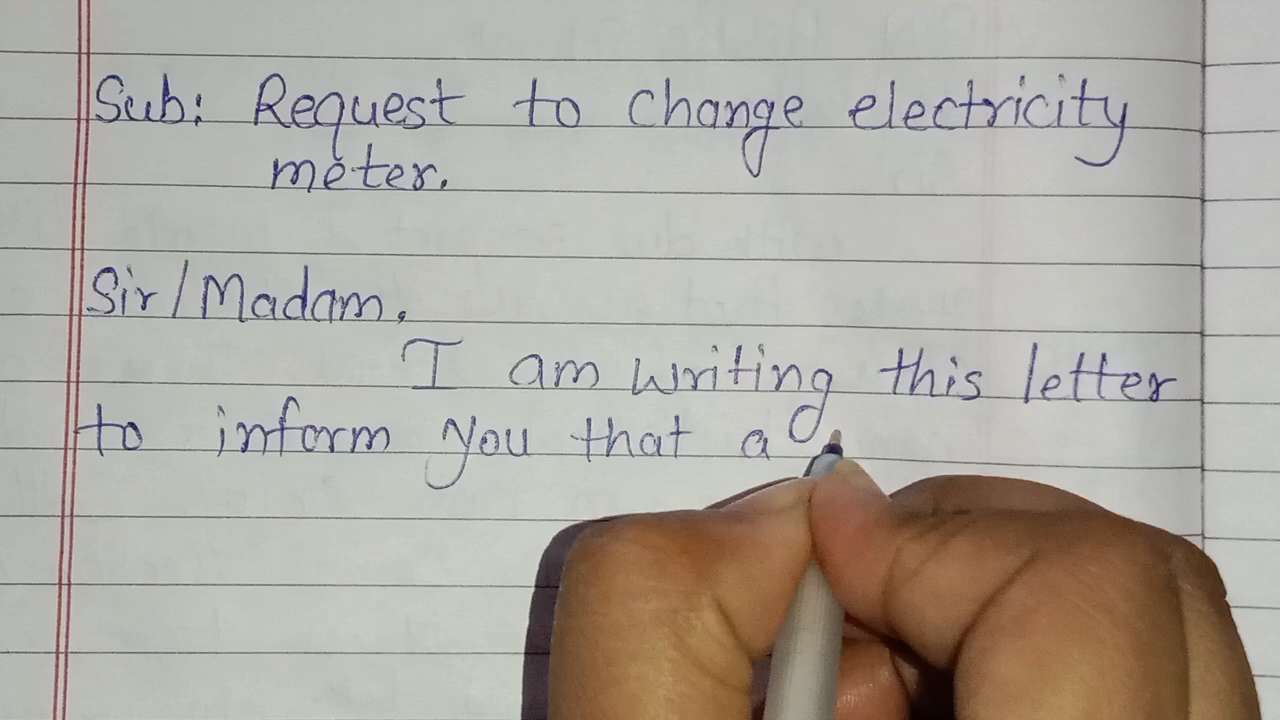 Sub: Request to change electricity
meter.
Sir/Madam,
I am writing this letter
to inform you that a